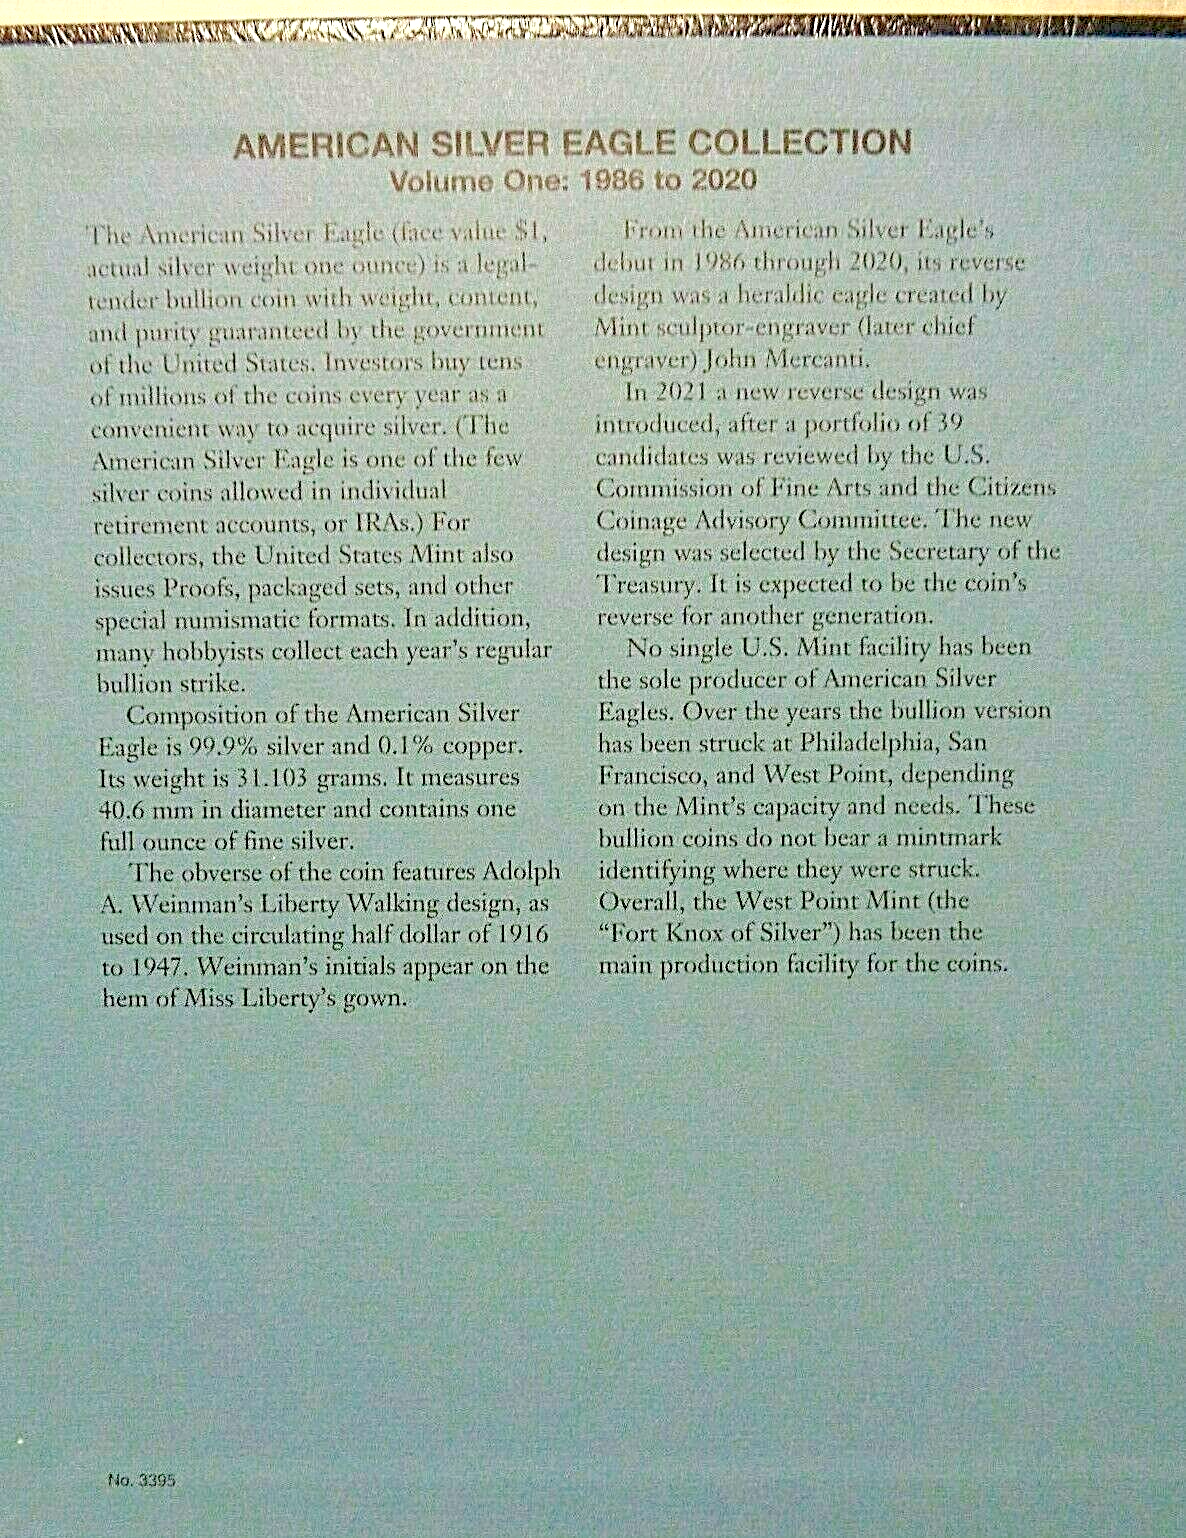 AMERICAN SILVER EAGLE COLLECTION
Volume One: 1986 to 2020
The American Silver Eagle (face value $1,
actual silver weight one ounce) is a legal-
tender bullion coin with weight, content,
and purity guaranteed by the government
of the United States. Investors buy tens
of millions of the coins every year as a
convenient way to acquire silver. (The
American Silver Eagle is one of the few
silver coins allowed in individual
retirement accounts, or IRAs.) For
collectors, the United States Mint also
issues Proofs, packaged sets, and other
special numismatic formats. In addition,
many hobbyists collect each year's regular
bullion strike.
Composition of the American Silver
Eagle is 99.9% silver and 0.1% copper.
Its weight is 31.103 grams. It measures
40.6 mm in diameter and contains one
full ounce of fine silver.
The obverse of the coin features Adolph
A. Weinman's Liberty Walking design, as
used on the circulating half dollar of 1916
to 1947. Weinman's initials appear on the
hem of Miss Liberty's gown.
From the American Silver Eagle's
debut in 1986 through 2020, its reverse
design was a heraldic eagle created by
Mint sculptor-engraver (later chief
engraver) John Mercanti.
In 2021 a new reverse design was
introduced, after a portfolio of 39
candidates was reviewed by the U.S.
Commission of Fine Arts and the Citizens
Coinage Advisory Committee. The new
design was selected by the Secretary of the
Treasury. It is expected to be the coin's
reverse for another generation.
No single U.S. Mint facility has been
the sole producer of American Silver
Eagles. Over the years the bullion version
has been struck at Philadelphia, San
Francisco, and West Point, depending
on the Mint's capacity and needs. These
bullion coins do not bear a mintmark
identifying where they were struck.
Overall, the West Point Mint (the
"Fort Knox of Silver") has been the
main production facility for the coins.
No. 3395